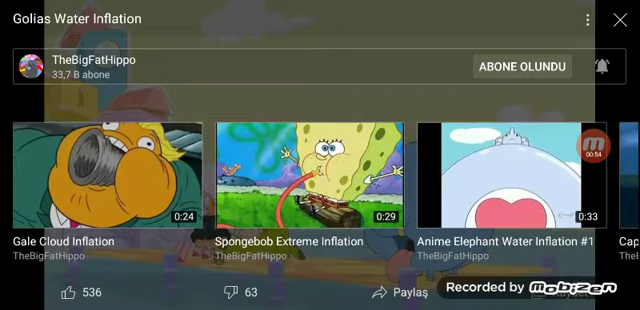 Golias Water Inflation
TheBigFatHippo
33,7 B abone
ABONE OLUNDU
00:54
0:24
0:29
0:33
Gale Cloud Inflation
Spongebob Extreme Inflation
Anime Elephant Water Inflation #1
Cap
TheBigFatHippo
TheBigFatHippo
TheBigFatHippo
536
63
Paylaş
Recorded by Mobizen